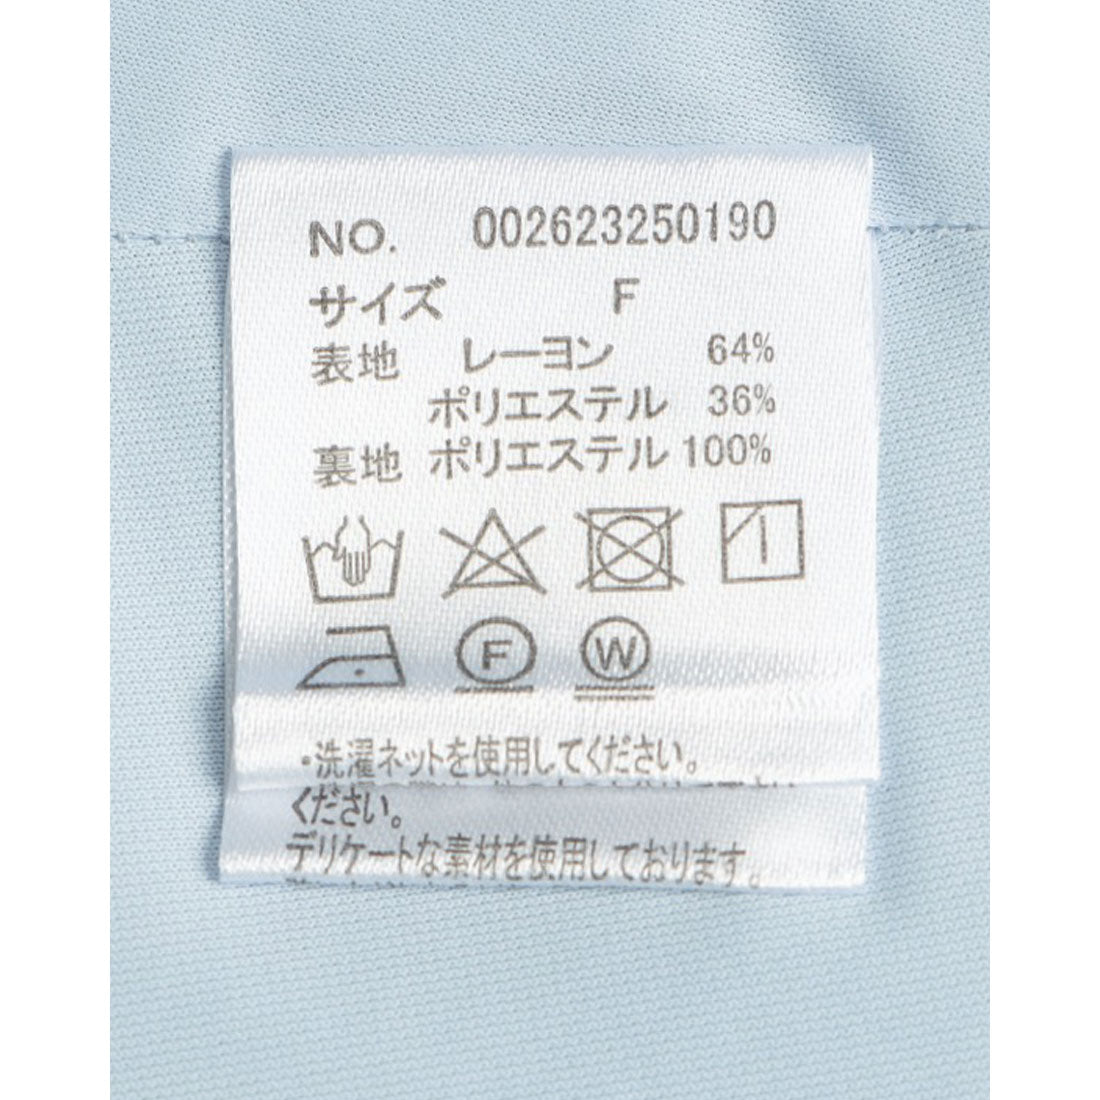 NO. 002623250190
サイズ F
表地 レーヨン 64%
ポリエステル 36%
裏地 ポリエステル 100%
F W
・洗濯ネットを使用してください。
ください。
デリケートな素材を使用しております。